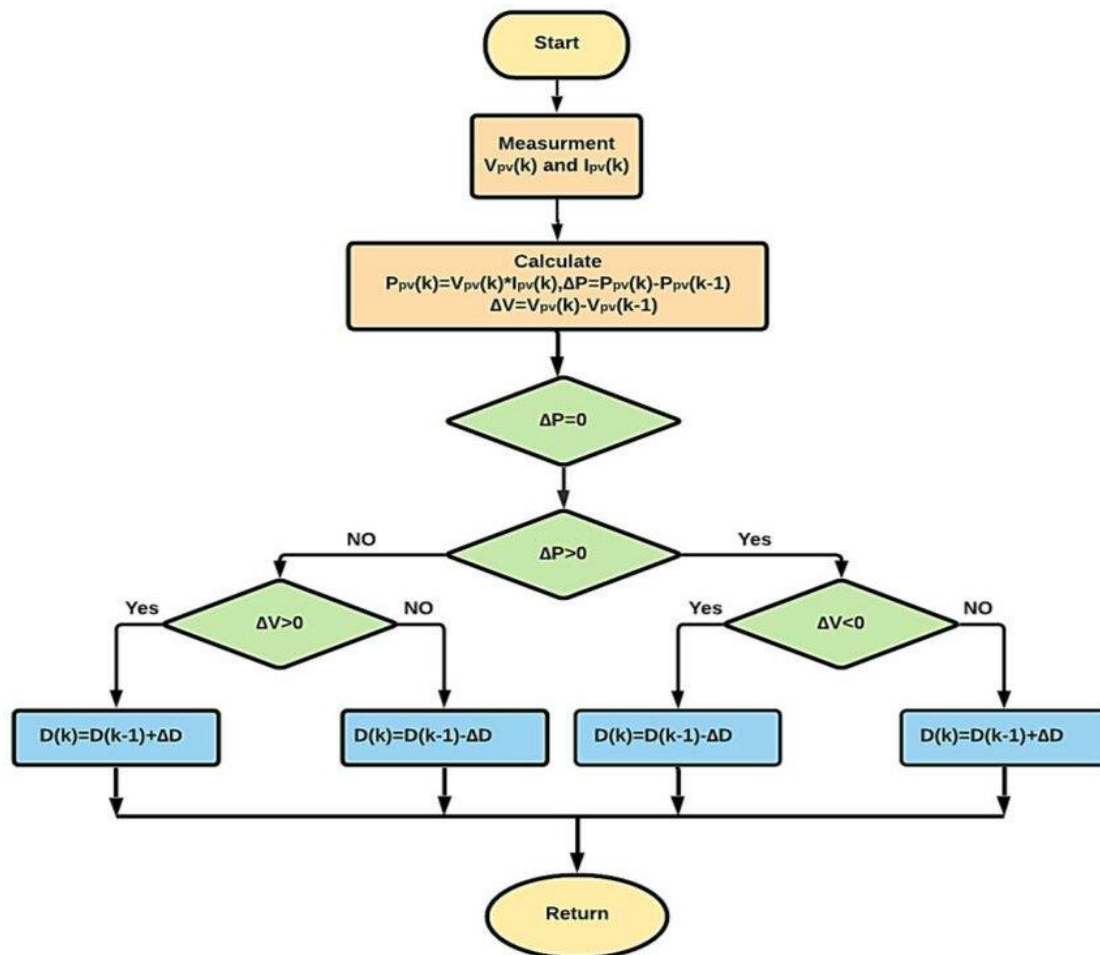 Start
Measurment
Vpv(k) and Ipv(k)
Calculate
Ppv(k)=Vpv(k)*Ipv(k),ΔP=Ppv(k)-Ppv(k-1)
ΔV=Vpv(k)-Vpv(k-1)
ΔP=0
NO
ΔP>0
Yes
Yes
ΔV>0
NO
Yes
ΔV<0
NO
D(k)=D(k-1)+ΔD
D(k)=D(k-1)-ΔD
D(k)=D(k-1)-ΔD
D(k)=D(k-1)+ΔD
Return